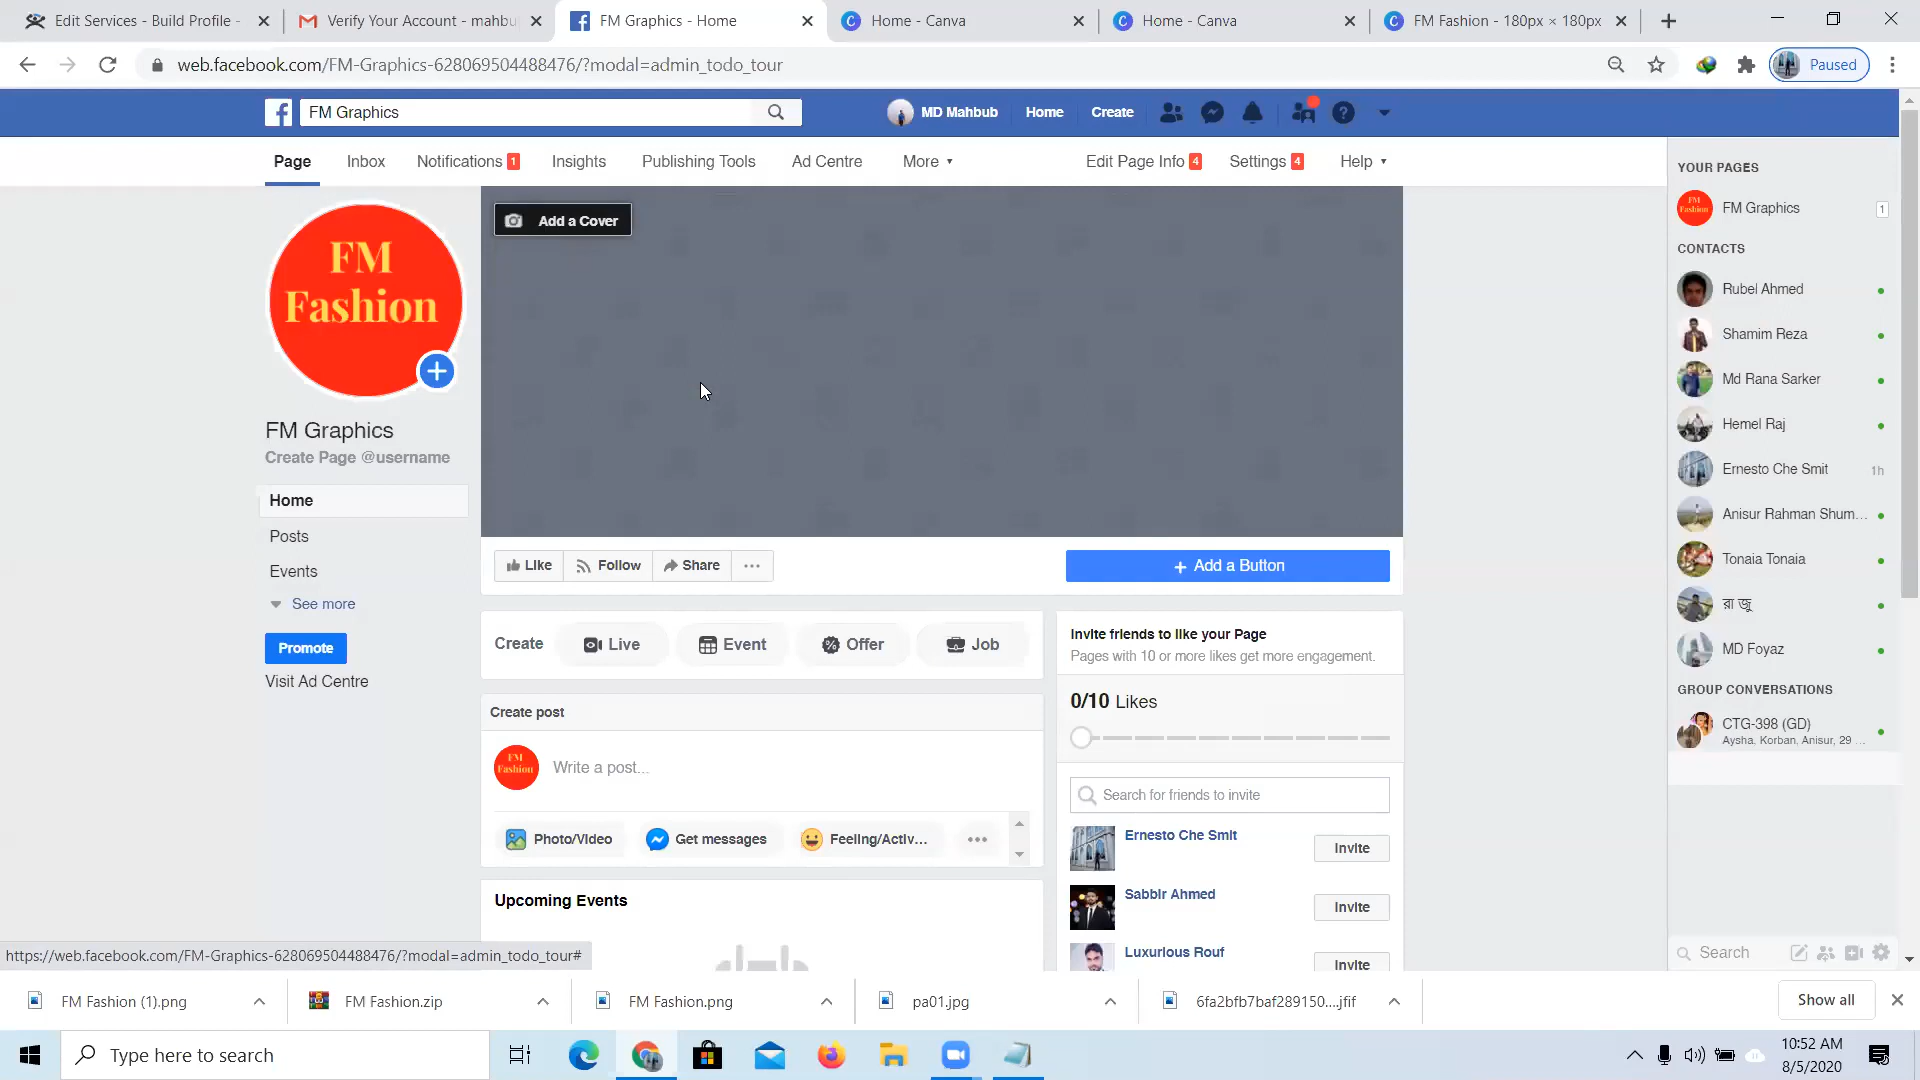 Edit Services - Build Profile -
Verify Your Account - mahbu
FM Graphics - Home
Home - Canva
Home - Canva
FM Fashion - 180px × 180px
web.facebook.com/FM-Graphics-628069504488476/?modal=admin_todo_tour
Paused
FM Graphics
MD Mahbub
Home
Create
Page
Inbox
Notifications 1
Insights
Publishing Tools
Ad Centre
More
Edit Page Info 4
Settings 4
Help
FM
Fashion
FM Graphics
Create Page @username
Home
Posts
Events
See more
Promote
Visit Ad Centre
Add a Cover
Like
Follow
Share
+ Add a Button
Create
Live
Event
Offer
Job
Create post
FM
Fashion
Write a post...
Photo/Video
Get messages
Feeling/Activ...
Upcoming Events
Invite friends to like your Page
Pages with 10 or more likes get more engagement.
0/10 Likes
Search for friends to invite
Ernesto Che Smit
Invite
Sabbir Ahmed
Invite
Luxurious Rouf
Invite
YOUR PAGES
FM
Fashion
FM Graphics
1
CONTACTS
Rubel Ahmed
Shamim Reza
Md Rana Sarker
Hemel Raj
Ernesto Che Smit
1h
Anisur Rahman Shum...
Tonaia Tonaia
রা জু
MD Foyaz
GROUP CONVERSATIONS
CTG-398 (GD)
Aysha, Korban, Anisur, 29 ...
Search
https://web.facebook.com/FM-Graphics-628069504488476/?modal=admin_todo_tour#
FM Fashion (1).png
FM Fashion.zip
FM Fashion.png
pa01.jpg
6fa2bfb7baf289150....jfif
Show all
Type here to search
10:52 AM
8/5/2020